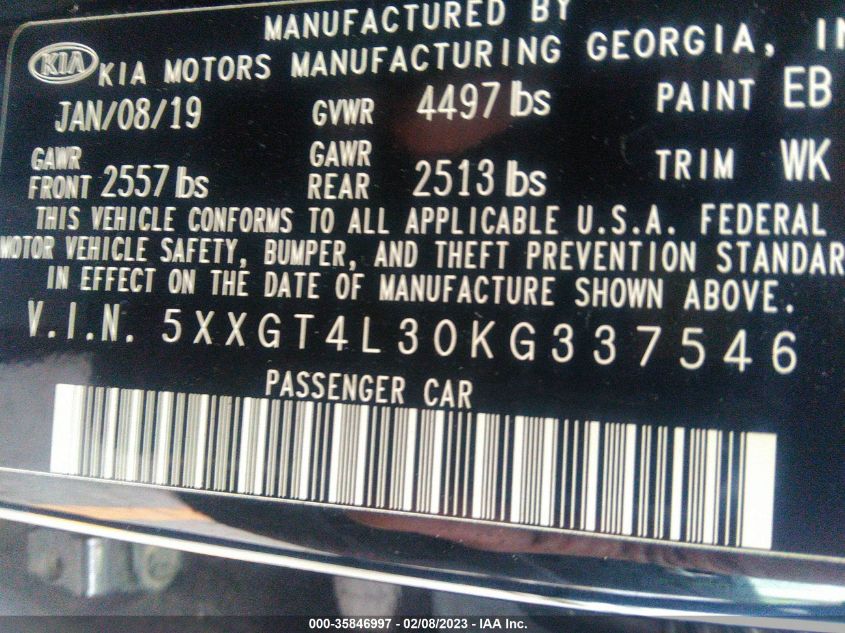 MANUFACTURED BY
KIA KIA MOTORS MANUFACTURING GEORGIA,
JAN/08/19 GVWR 4497 lbs PAINT EB
GAWR FRONT 2557 lbs GAWR REAR 2513 lbs TRIM WK
THIS VEHICLE CONFORMS TO ALL APPLICABLE U.S.A. FEDERAL
MOTOR VEHICLE SAFETY, BUMPER, AND THEFT PREVENTION STANDAR
IN EFFECT ON THE DATE OF MANUFACTURE SHOWN ABOVE.
V.I.N. 5XXGT4L30KG337546
PASSENGER CAR
000-35846997 - 02/08/2023 - IAA Inc.